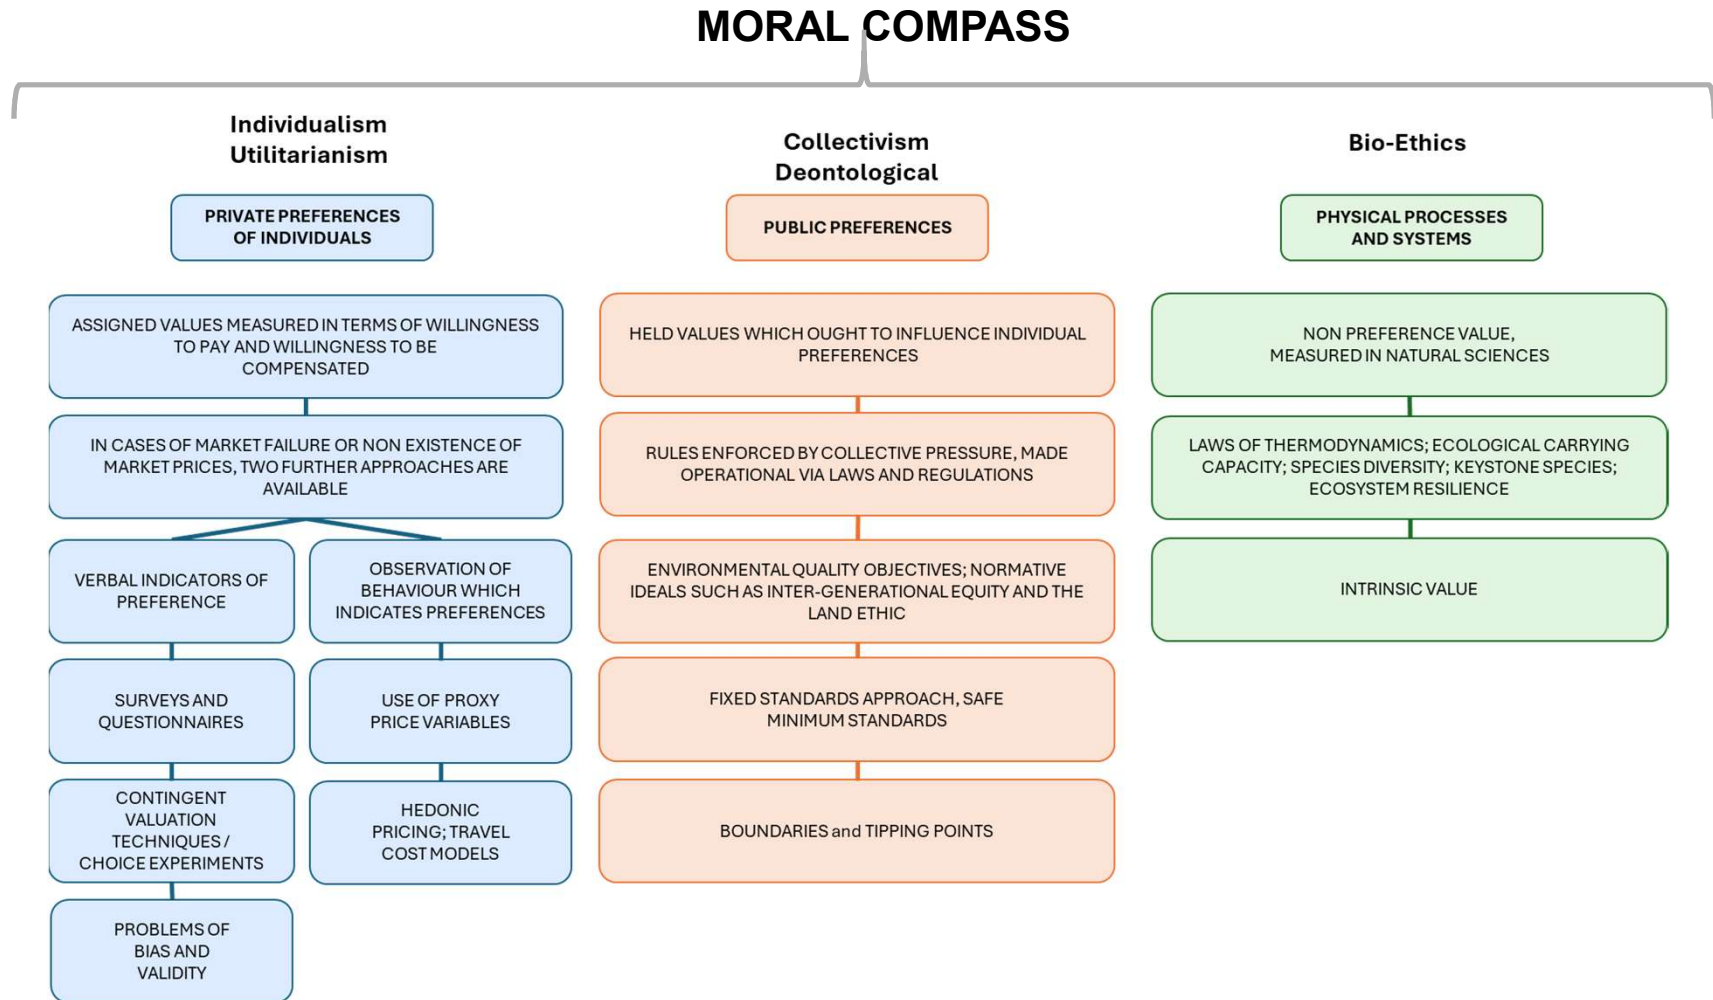 MORAL COMPASS
Individualism
Utilitarianism
PRIVATE PREFERENCES
OF INDIVIDUALS
ASSIGNED VALUES MEASURED IN TERMS OF WILLINGNESS
TO PAY AND WILLINGNESS TO BE
COMPENSATED
IN CASES OF MARKET FAILURE OR NON EXISTENCE OF
MARKET PRICES, TWO FURTHER APPROACHES ARE
AVAILABLE
VERBAL INDICATORS OF
PREFERENCE
SURVEYS AND
QUESTIONNAIRES
CONTINGENT
VALUATION
TECHNIQUES /
CHOICE EXPERIMENTS
PROBLEMS OF
BIAS AND
VALIDITY
OBSERVATION OF
BEHAVIOUR WHICH
INDICATES PREFERENCES
USE OF PROXY
PRICE VARIABLES
HEDONIC
PRICING; TRAVEL
COST MODELS
Collectivism
Deontological
PUBLIC PREFERENCES
HELD VALUES WHICH OUGHT TO INFLUENCE INDIVIDUAL
PREFERENCES
RULES ENFORCED BY COLLECTIVE PRESSURE, MADE
OPERATIONAL VIA LAWS AND REGULATIONS
ENVIRONMENTAL QUALITY OBJECTIVES; NORMATIVE
IDEALS SUCH AS INTER-GENERATIONAL EQUITY AND THE
LAND ETHIC
FIXED STANDARDS APPROACH, SAFE
MINIMUM STANDARDS
BOUNDARIES and TIPPING POINTS
Bio-Ethics
PHYSICAL PROCESSES
AND SYSTEMS
NON PREFERENCE VALUE,
MEASURED IN NATURAL SCIENCES
LAWS OF THERMODYNAMICS; ECOLOGICAL CARRYING
CAPACITY; SPECIES DIVERSITY; KEYSTONE SPECIES;
ECOSYSTEM RESILIENCE
INTRINSIC VALUE